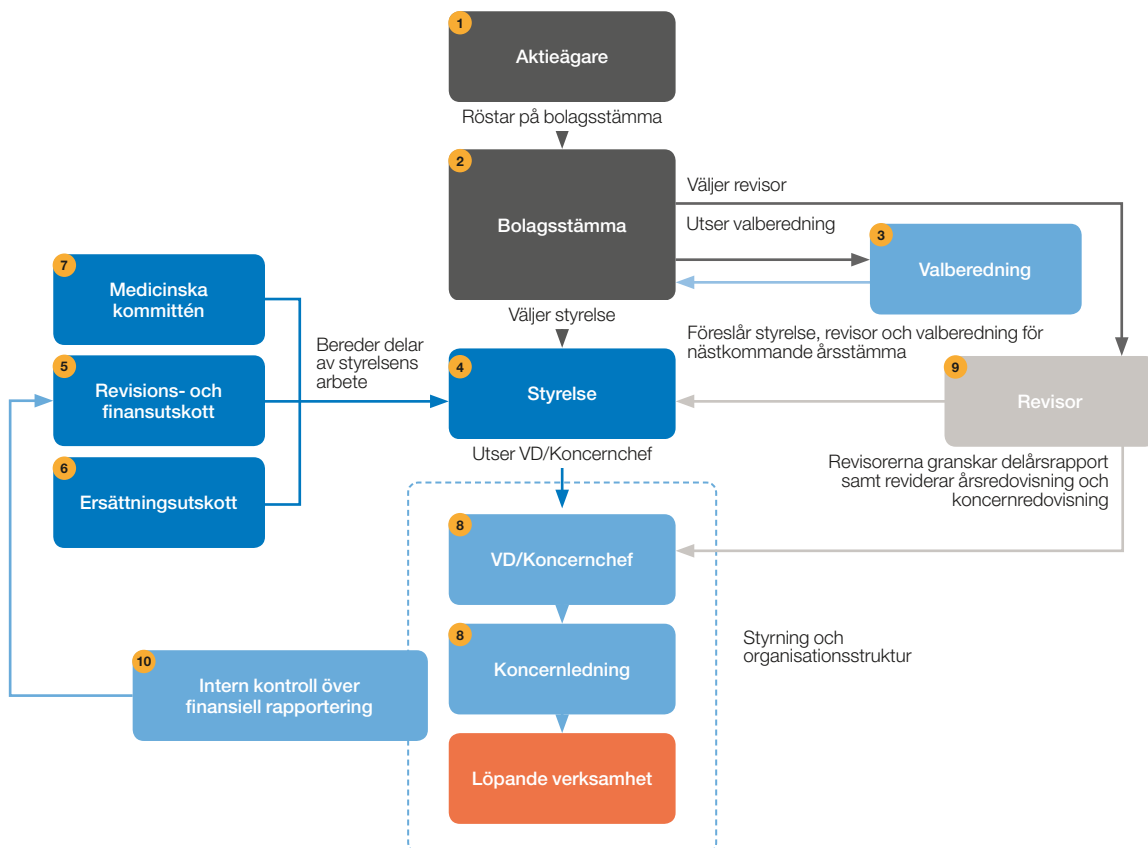 1
Aktieägare
Röstar på bolagsstämma
2
Bolagsstämma
Väljer revisor
Utser valberedning
3
Valberedning
Föreslår styrelse, revisor och valberedning för
nästkommande årsstämma
Väljer styrelse
7
Medicinska
kommittén
5
Revisions- och
finansutskott
6
Ersättningsutskott
Bereder delar
av styrelsens
arbete
4
Styrelse
9
Revisor
Utser VD/Koncernchef
Revisorerna granskar delårsrapport
samt reviderar årsredovisning och
koncernredovisning
8
VD/Koncernchef
8
Koncernledning
Styrning och
organisationsstruktur
10
Intern kontroll över
finansiell rapportering
Löpande verksamhet